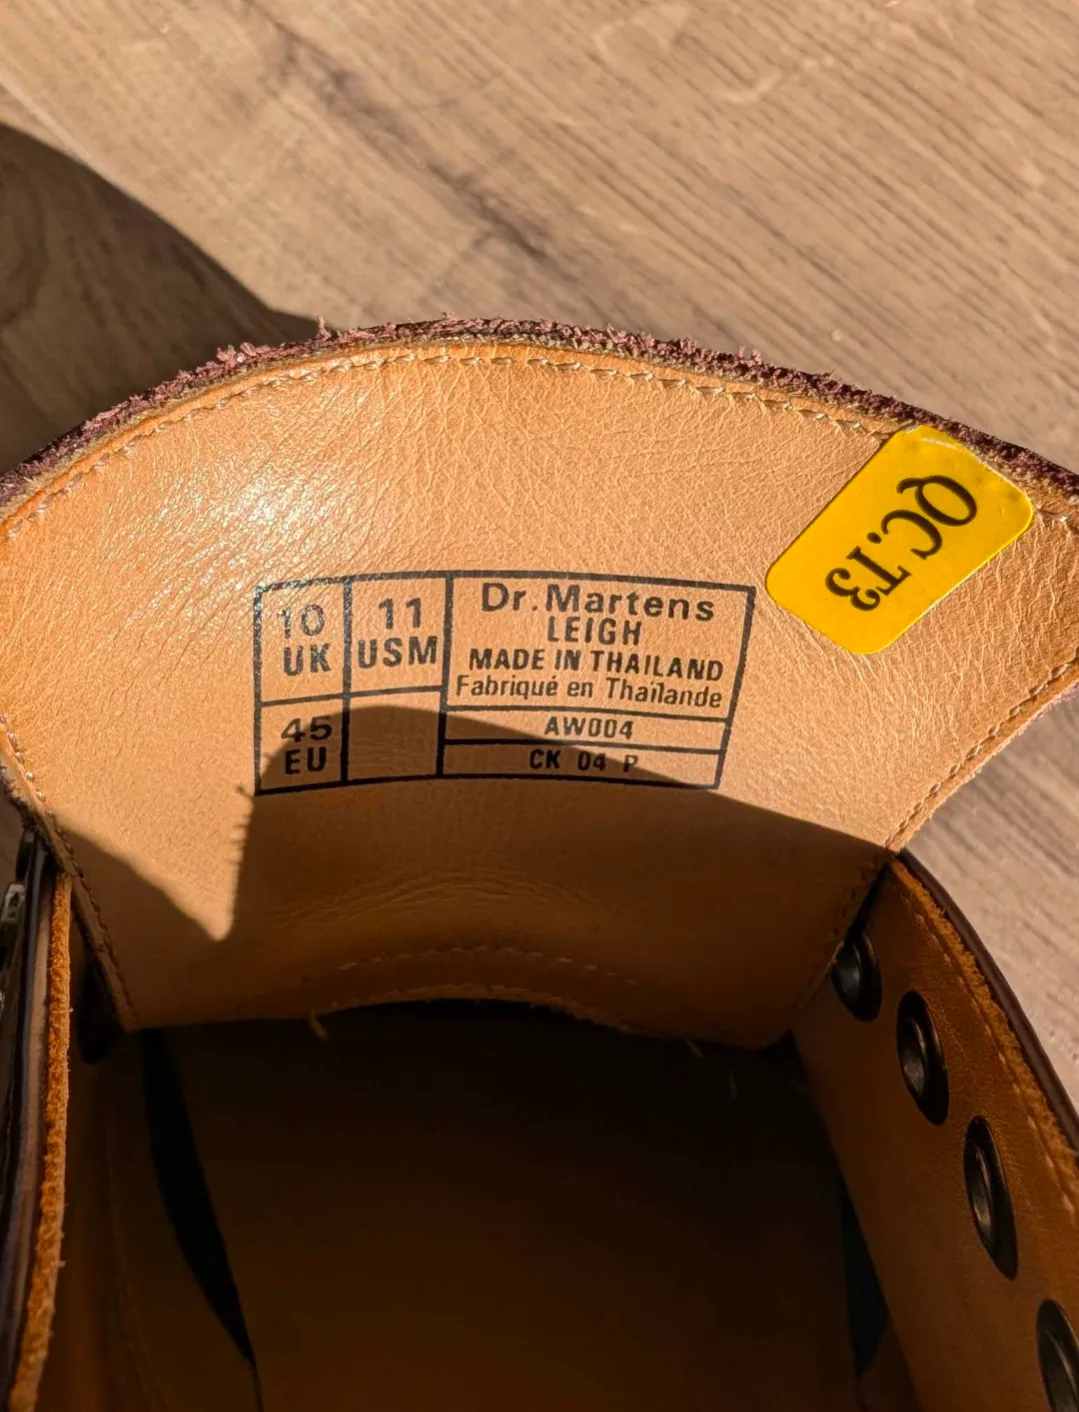 10
UK
11
USM
45
EU
Dr.Martens
LEIGH
MADE IN THAILAND
Fabriqué en Thaïlande
AW004
CK 04 P
QC.T3